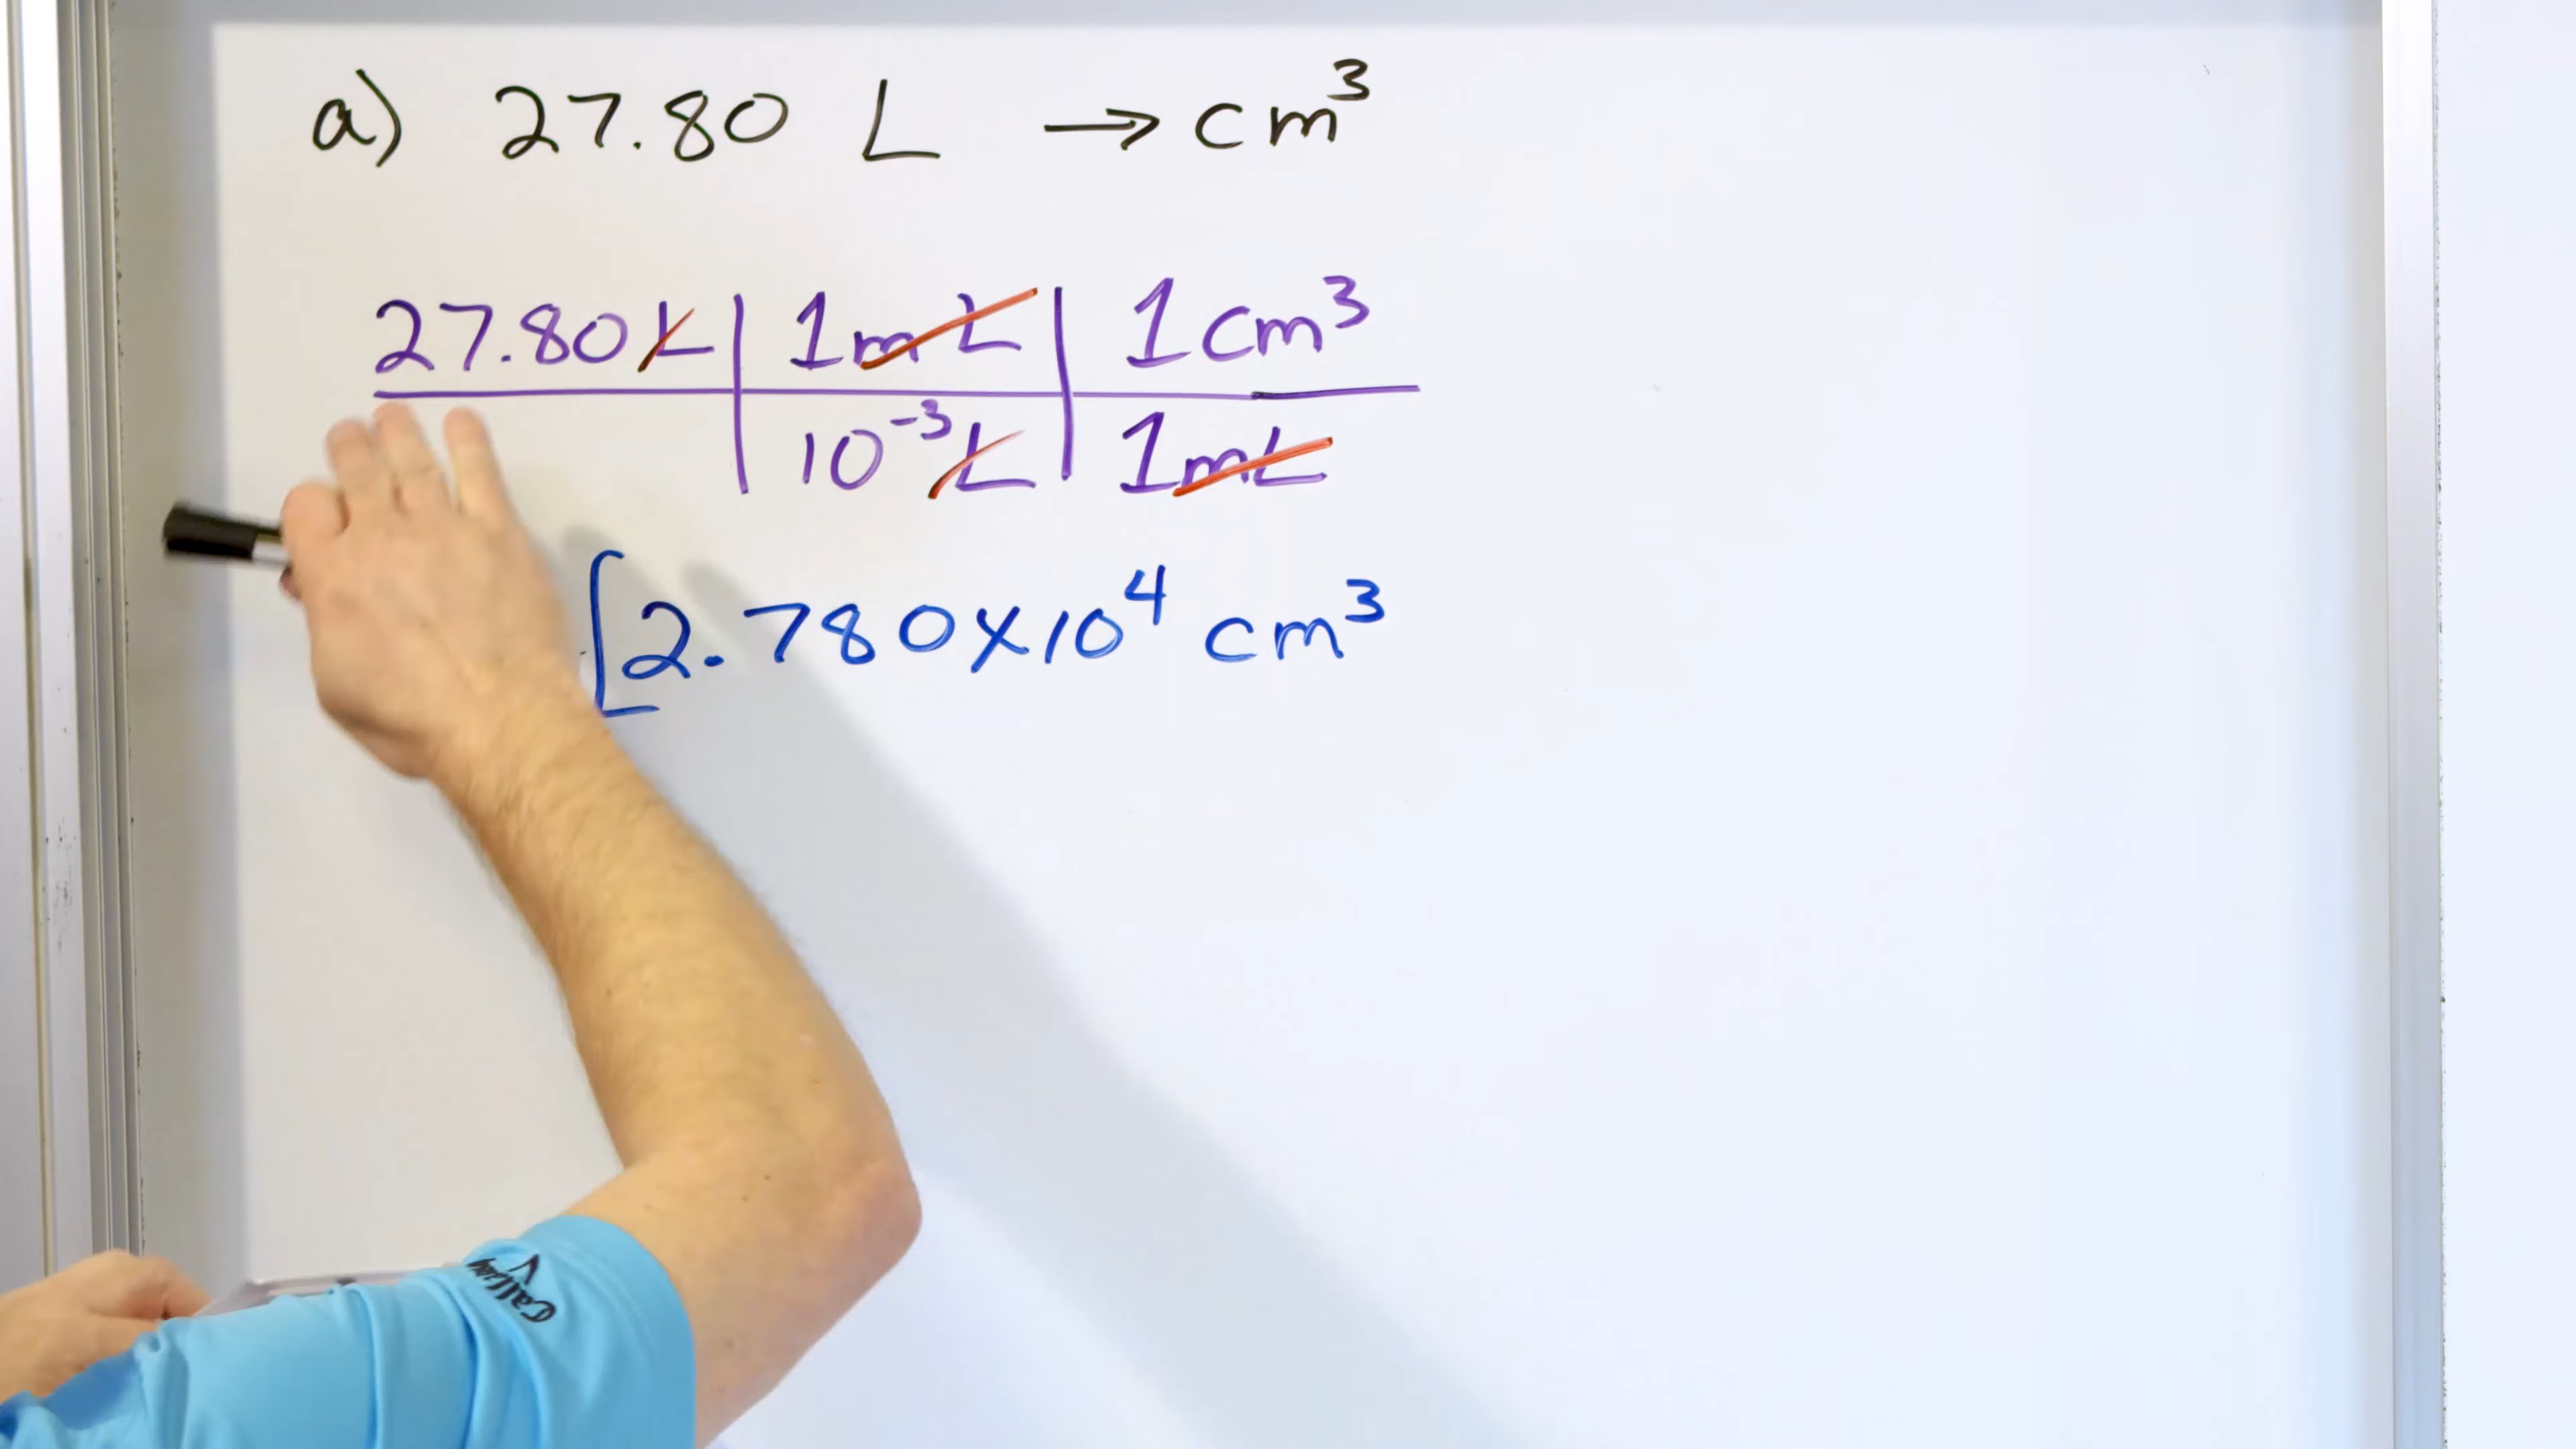 a) 27.80 L → cm³
27.80 L | 1 mL | 1 cm³
10⁻³ L | 1 mL
[2.780 x 10⁴ cm³
Callaway